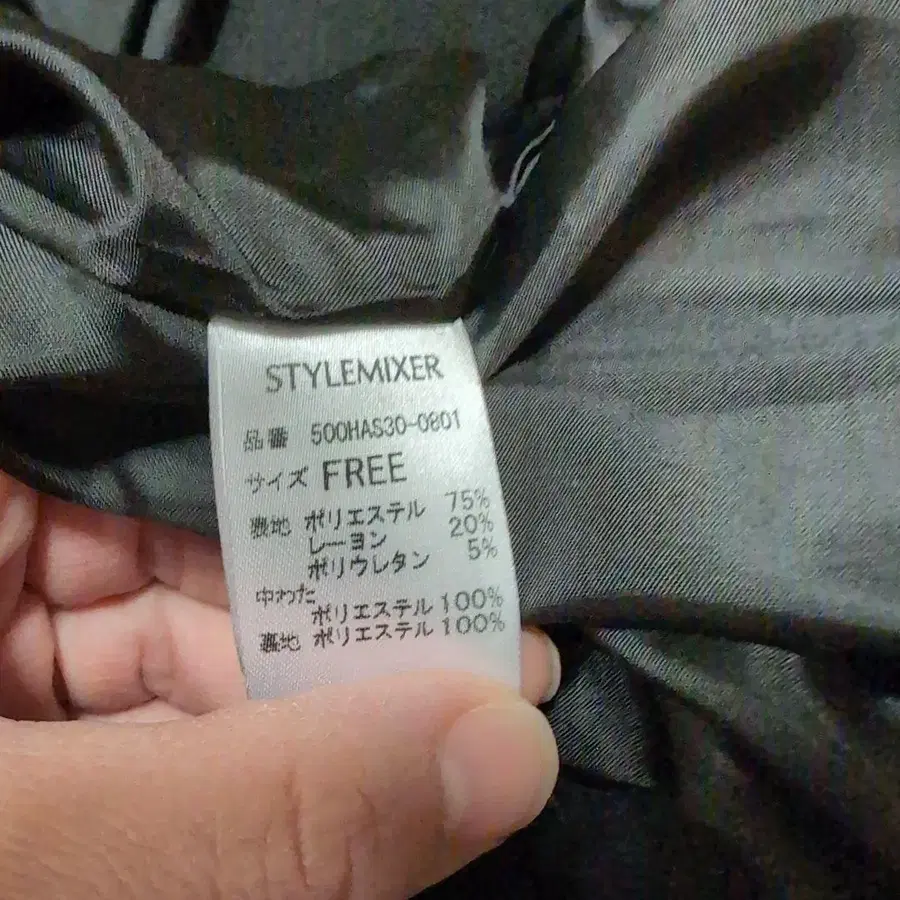 STYLEMIXER
品番 500HAS30-0801
サイズ FREE
表地 ポリエステル 75%
レーヨン 20%
ポリウレタン 5%
中わた
ポリエステル 100%
裏地 ポリエステル 100%